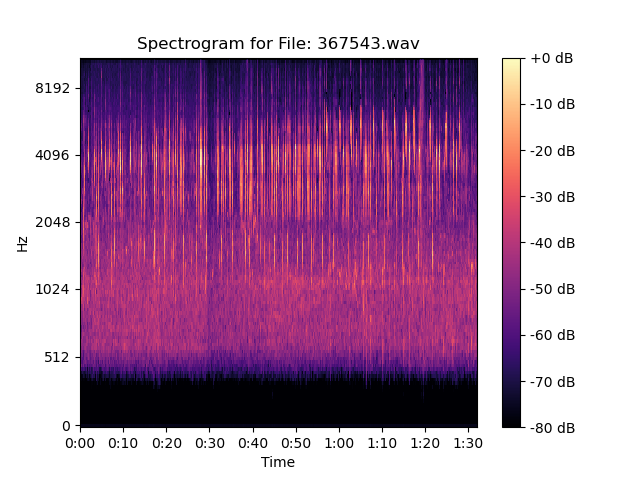 Spectrogram for File: 367543.wav
8192
4096
2048
1024
512
0
Hz
0:00 0:10 0:20 0:30 0:40 0:50 1:00 1:10 1:20 1:30
Time
+0 dB
-10 dB
-20 dB
-30 dB
-40 dB
-50 dB
-60 dB
-70 dB
-80 dB